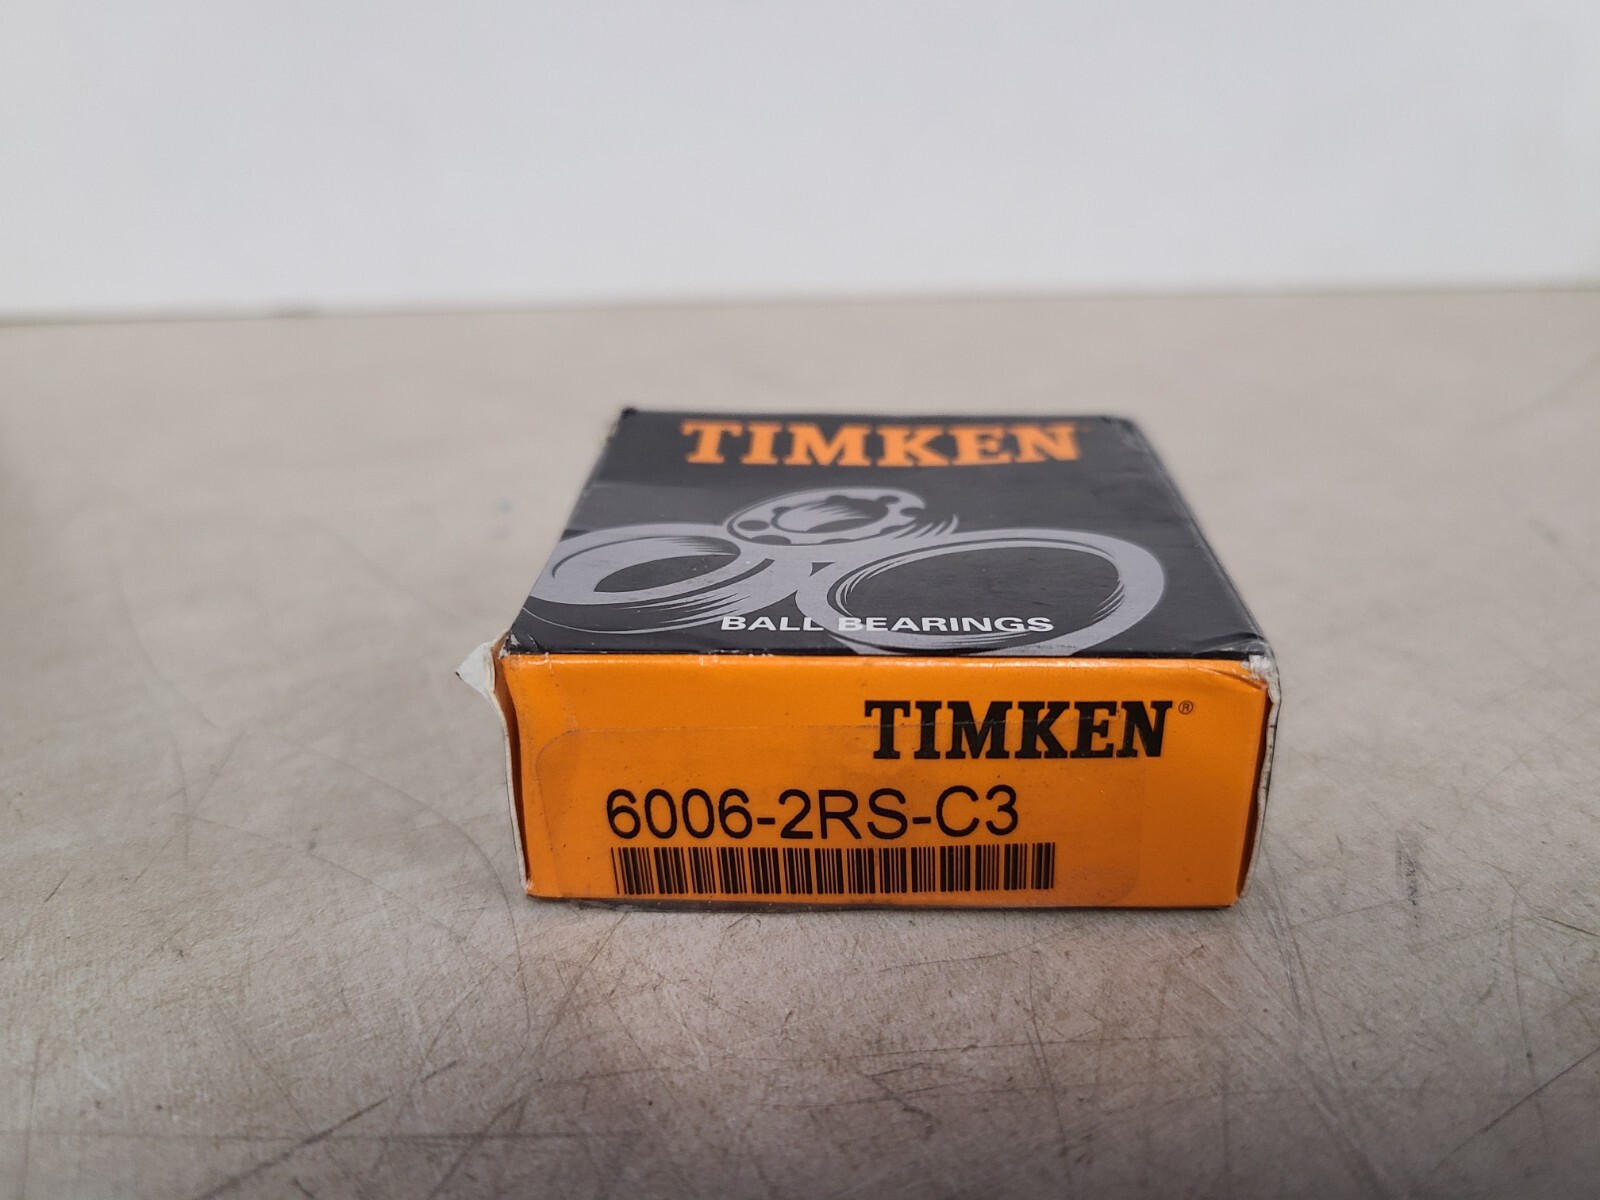 TIMKEN
BALL BEARINGS
TIMKEN®
6006-2RS-C3